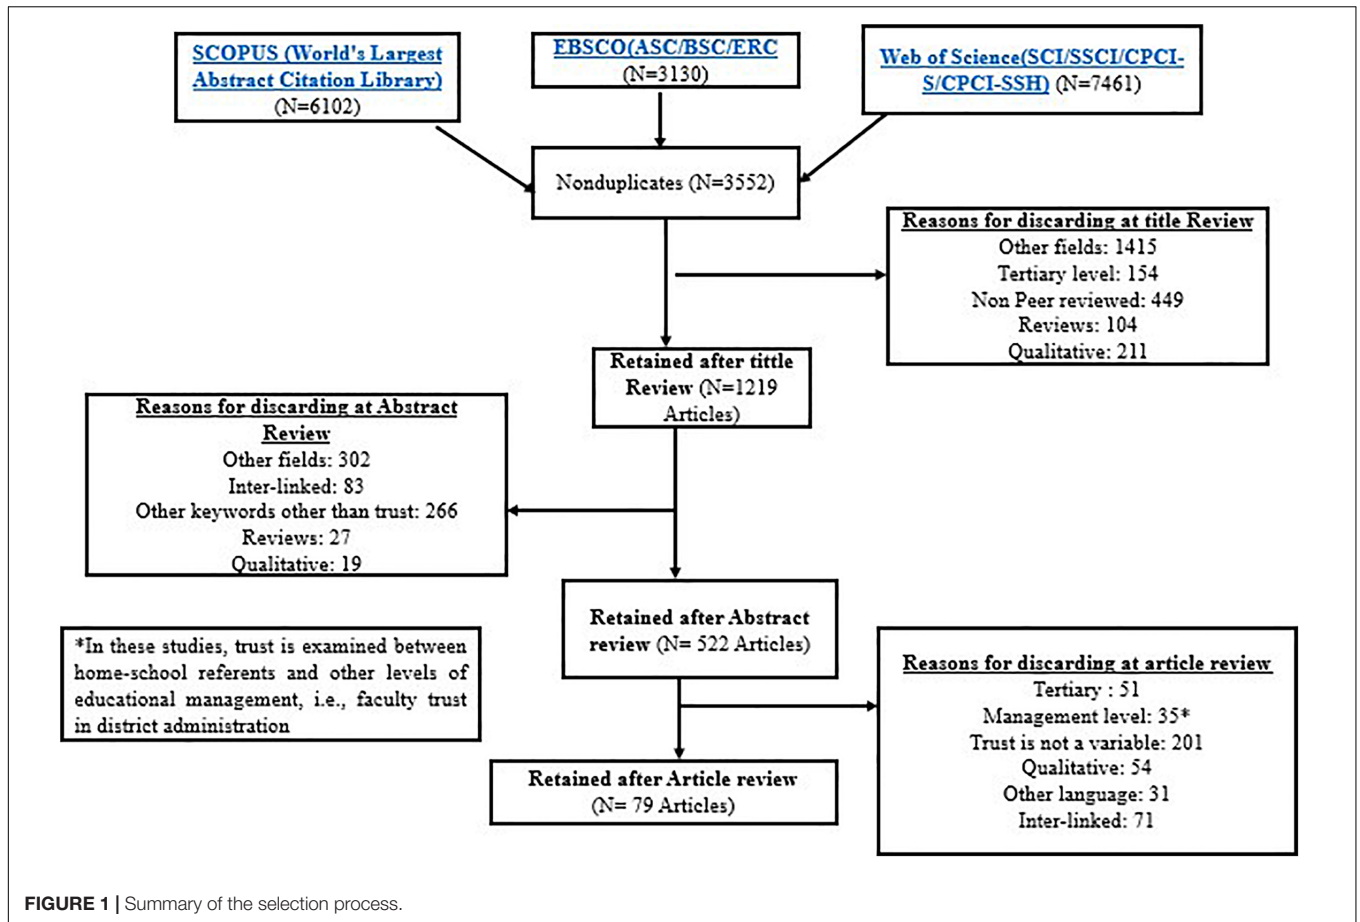 SCOPUS (World's Largest
Abstract Citation Library)
(N=6102)
EBSCO(ASC/BSC/ERC
(N=3130)
Web of Science(SCI/SSCI/CPCI-
S/CPCI-SSH) (N=7461)
Nonduplicates (N=3552)
Reasons for discarding at title Review
Other fields: 1415
Tertiary level: 154
Non Peer reviewed: 449
Reviews: 104
Qualitative: 211
Retained after tittle
Review (N=1219
Articles)
Reasons for discarding at Abstract
Review
Other fields: 302
Inter-linked: 83
Other keywords other than trust: 266
Reviews: 27
Qualitative: 19
Retained after Abstract
review (N= 522 Articles)
*In these studies, trust is examined between
home-school referents and other levels of
educational management, i.e., faculty trust
in district administration
Reasons for discarding at article review
Tertiary : 51
Management level: 35*
Trust is not a variable: 201
Qualitative: 54
Other language: 31
Inter-linked: 71
Retained after Article review
(N= 79 Articles)
FIGURE 1 | Summary of the selection process.